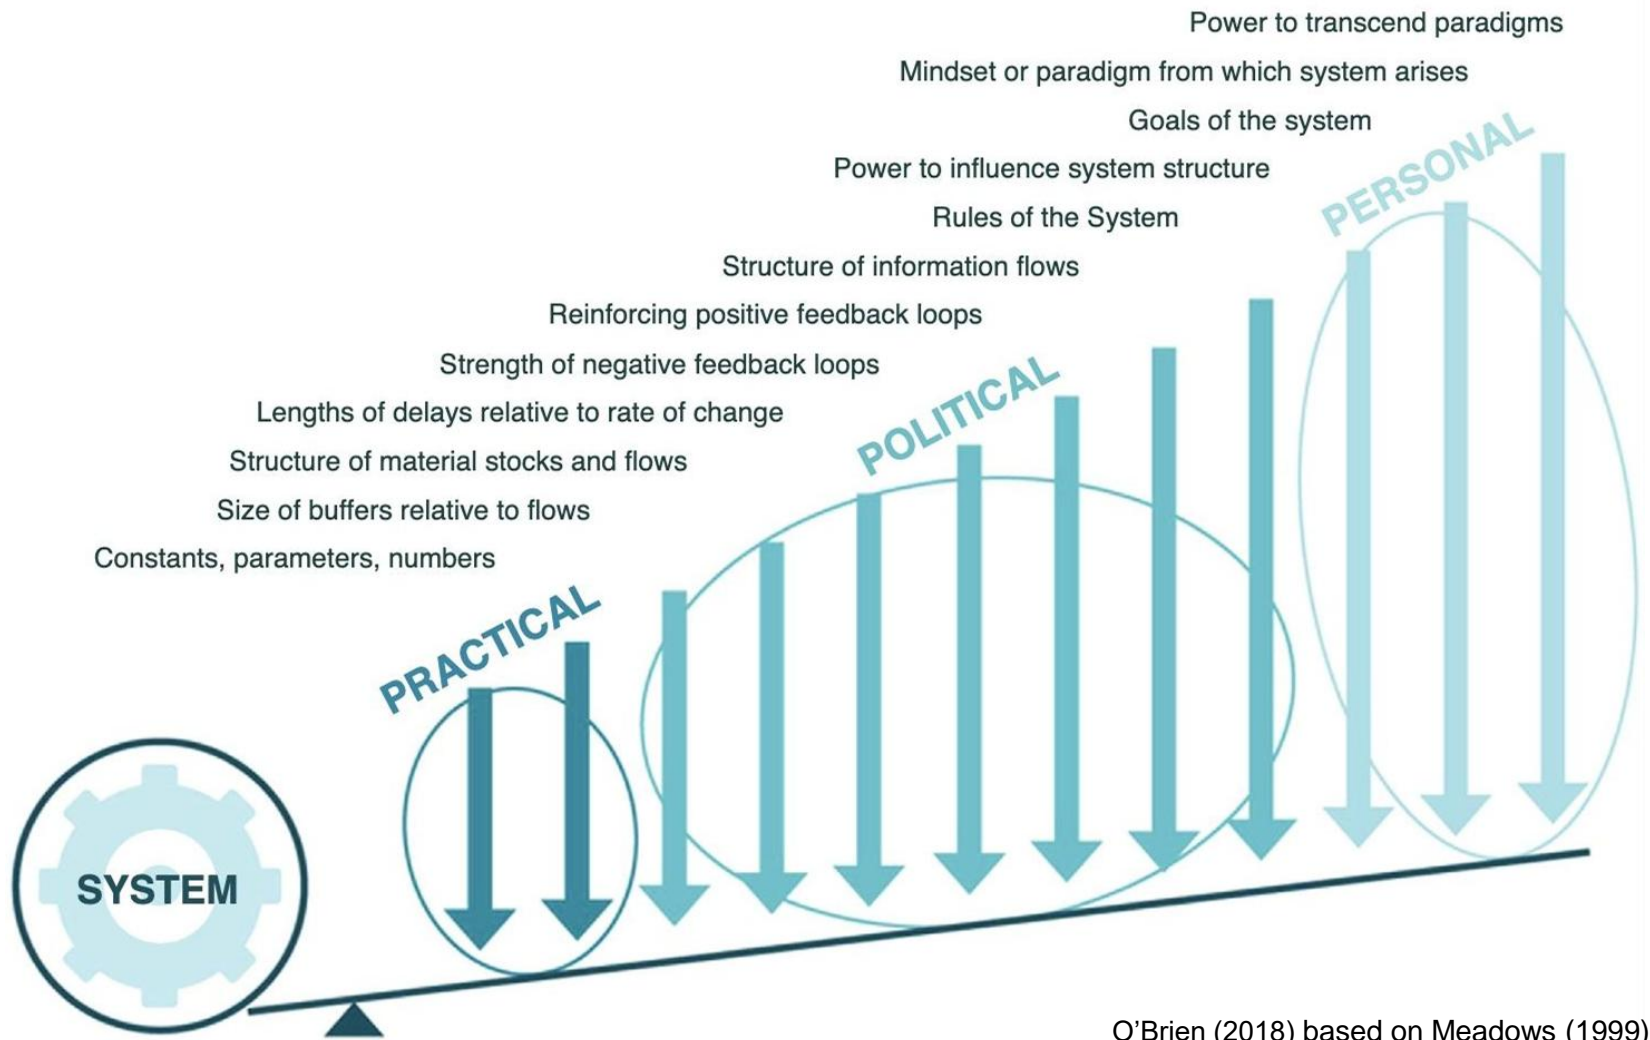 Power to transcend paradigms
Mindset or paradigm from which system arises
Goals of the system
PERSONAL
Power to influence system structure
Rules of the System
Structure of information flows
Reinforcing positive feedback loops
Strength of negative feedback loops
POLITICAL
Lengths of delays relative to rate of change
Structure of material stocks and flows
Size of buffers relative to flows
Constants, parameters, numbers
PRACTICAL
SYSTEM
O’Brien (2018) based on Meadows (1999)